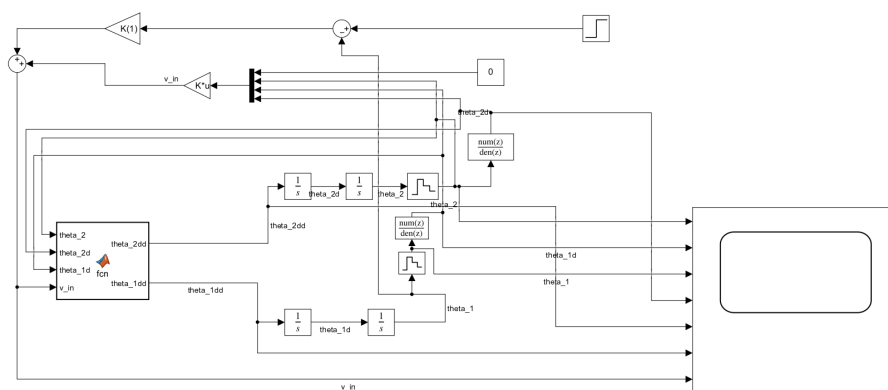 K(1)
v_in
K*u
0
theta_2d
num(z)
den(z)
1
s
theta_2d
1
s
theta_2
theta_2
theta_2dd
num(z)
den(z)
theta_1d
theta_1
theta_2
theta_2d
theta_1d
v_in
fcn
theta_2dd
theta_1dd
theta_1dd
1
s
theta_1d
1
s
theta_1
v_in